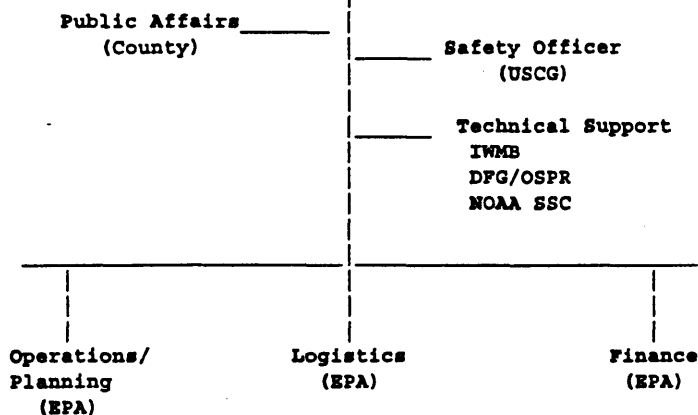 Public Affairs
(County)
Safety Officer
(USCG)
Technical Support
IWMB
DFG/OSPR
NOAA SSC
Operations/
Planning
(EPA)
Logistics
(EPA)
Finance
(EPA)